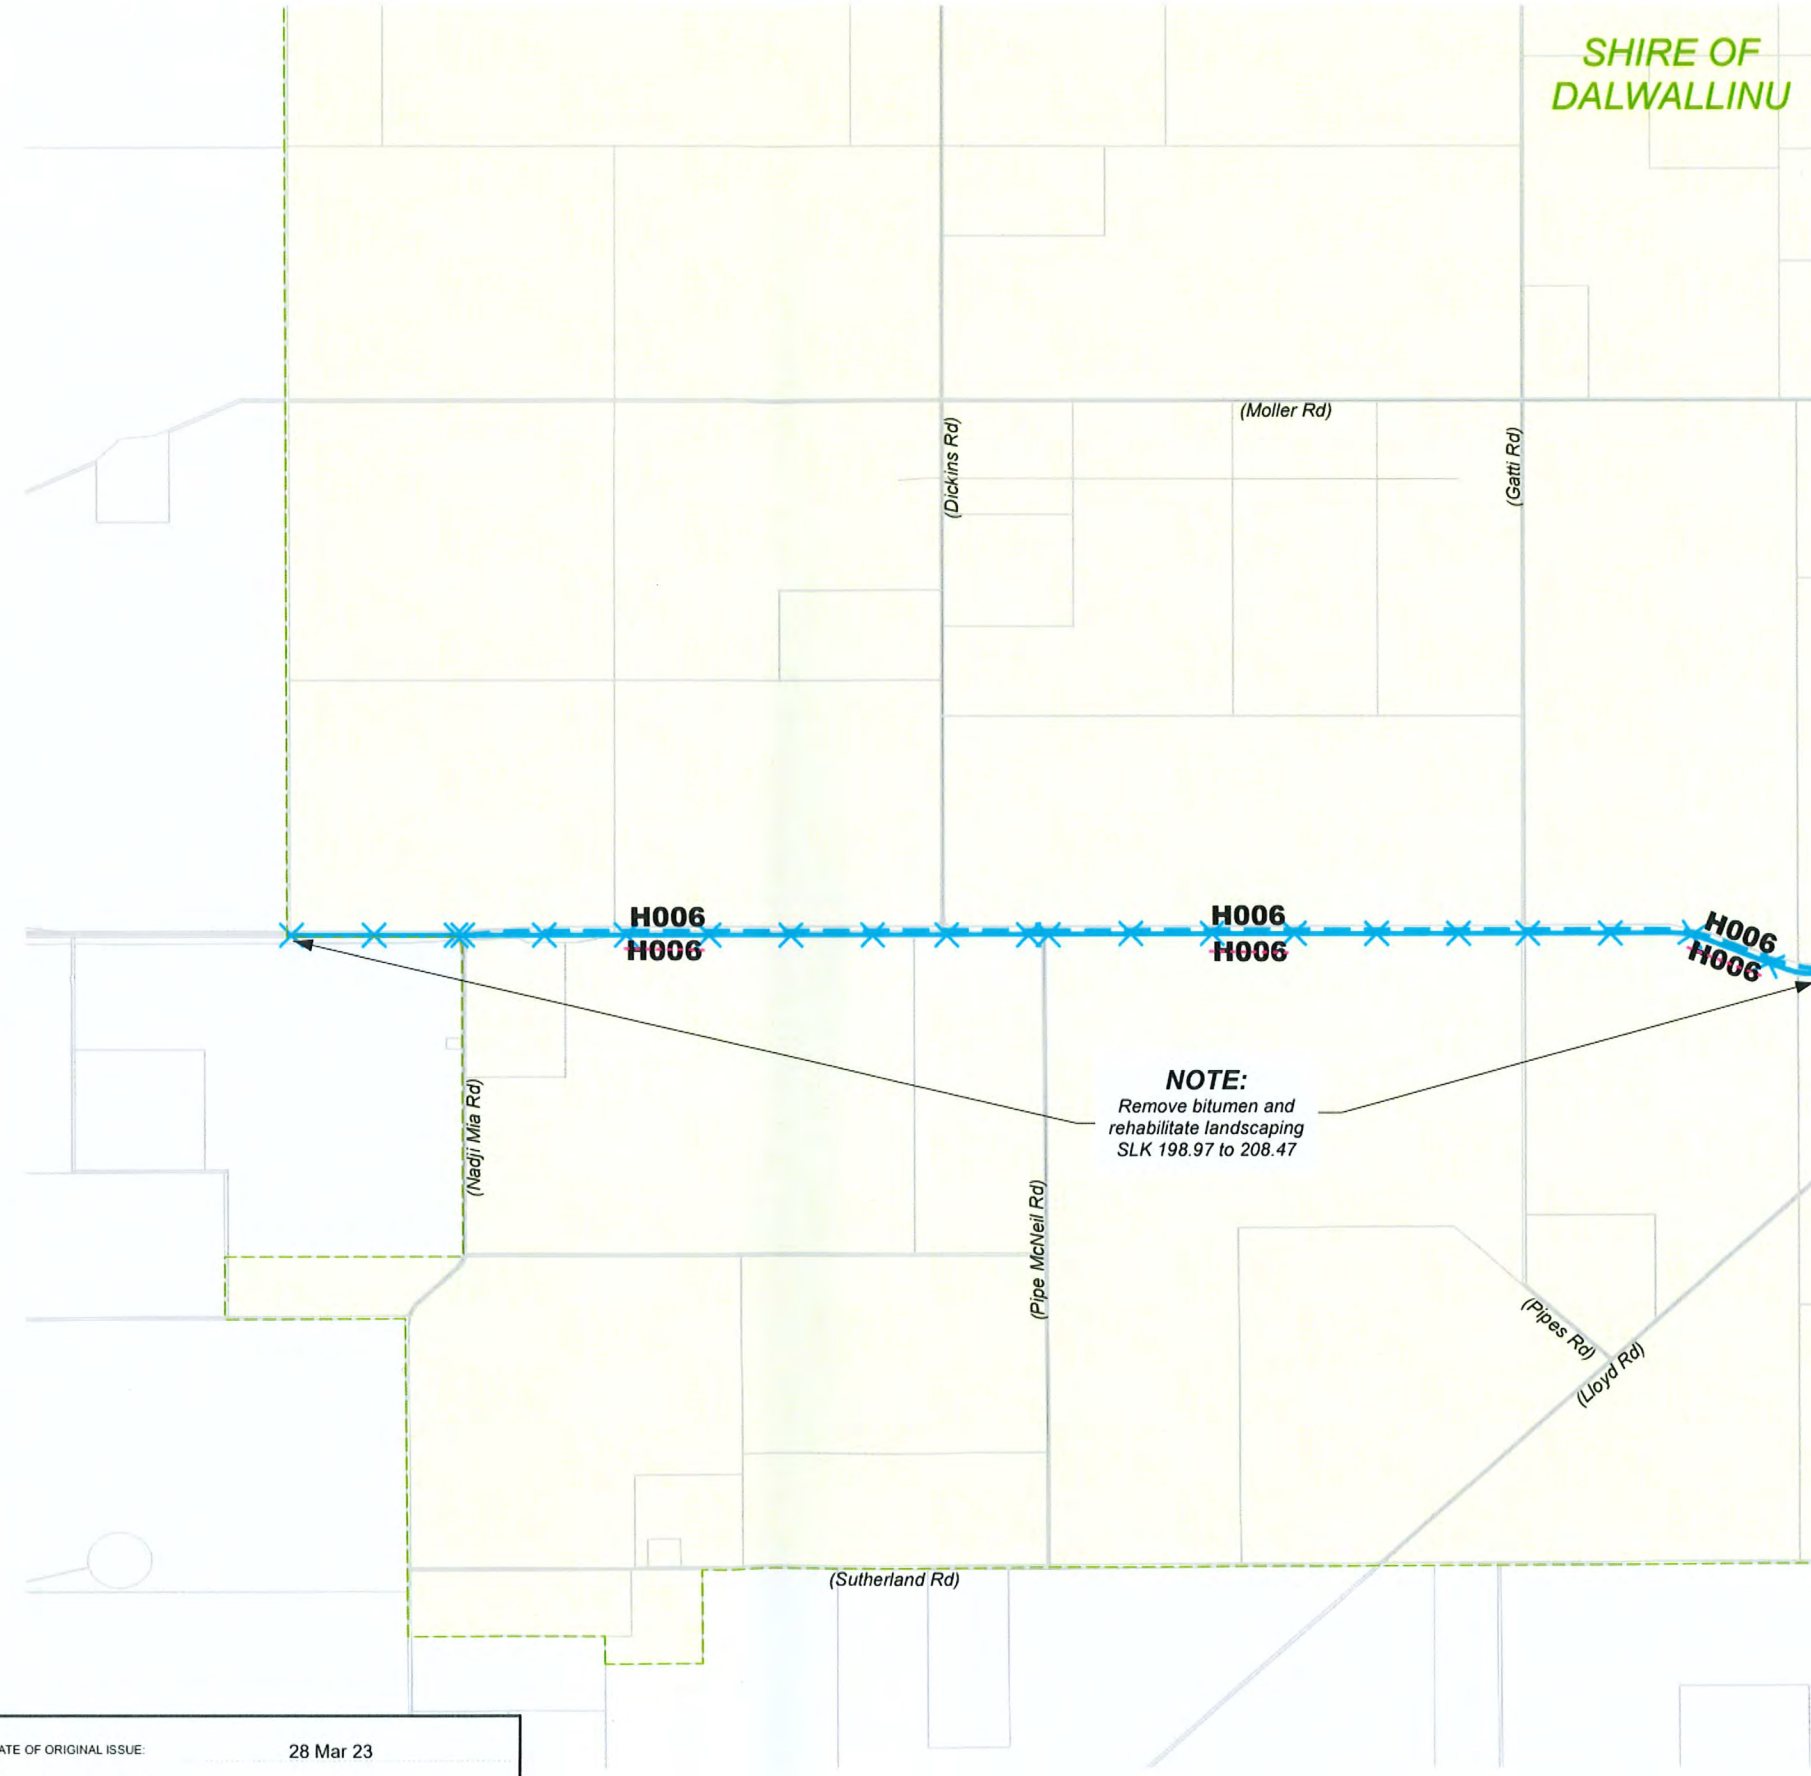 SHIRE OF
DALWALLINU
(Moller Rd)
(Dickins Rd)
(Gatti Rd)
H006
H006
H006
H006
H006
H006
NOTE:
Remove bitumen and
rehabilitate landscaping
SLK 198.97 to 208.47
(Nadji Mia Rd)
(Pipe McNeil Rd)
(Pipes Rd)
(Lloyd Rd)
(Sutherland Rd)
ATE OF ORIGINAL ISSUE: 28 Mar 23